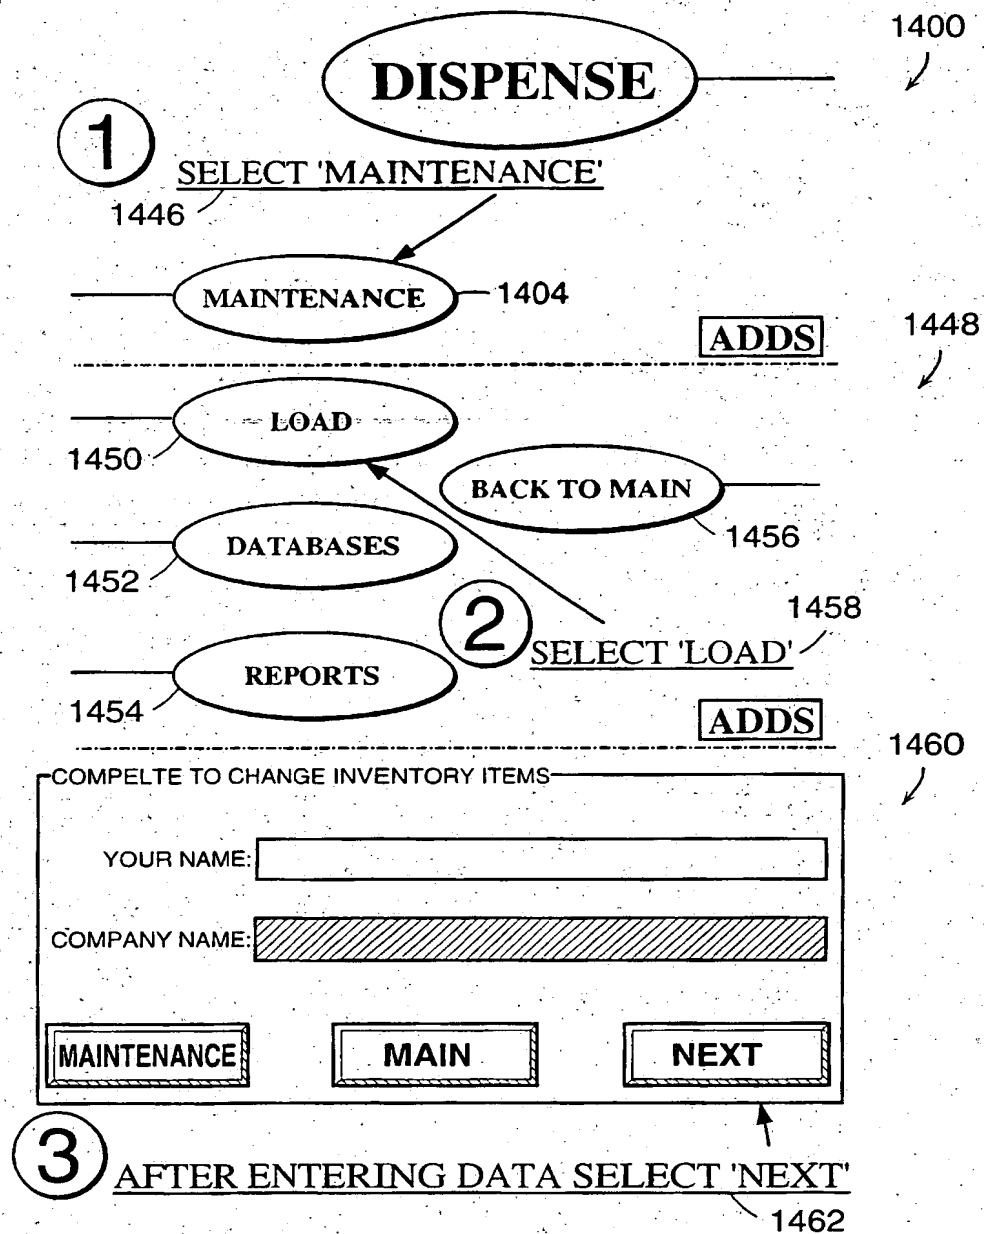 1400
DISPENSE
1
SELECT 'MAINTENANCE'
1446
MAINTENANCE
1404
ADDS
1448
LOAD
1450
BACK TO MAIN
1456
DATABASES
1452
2
1458
SELECT 'LOAD'
REPORTS
1454
ADDS
1460
COMPELTE TO CHANGE INVENTORY ITEMS
YOUR NAME:
COMPANY NAME:
MAINTENANCE MAIN NEXT
3
AFTER ENTERING DATA SELECT 'NEXT'
1462